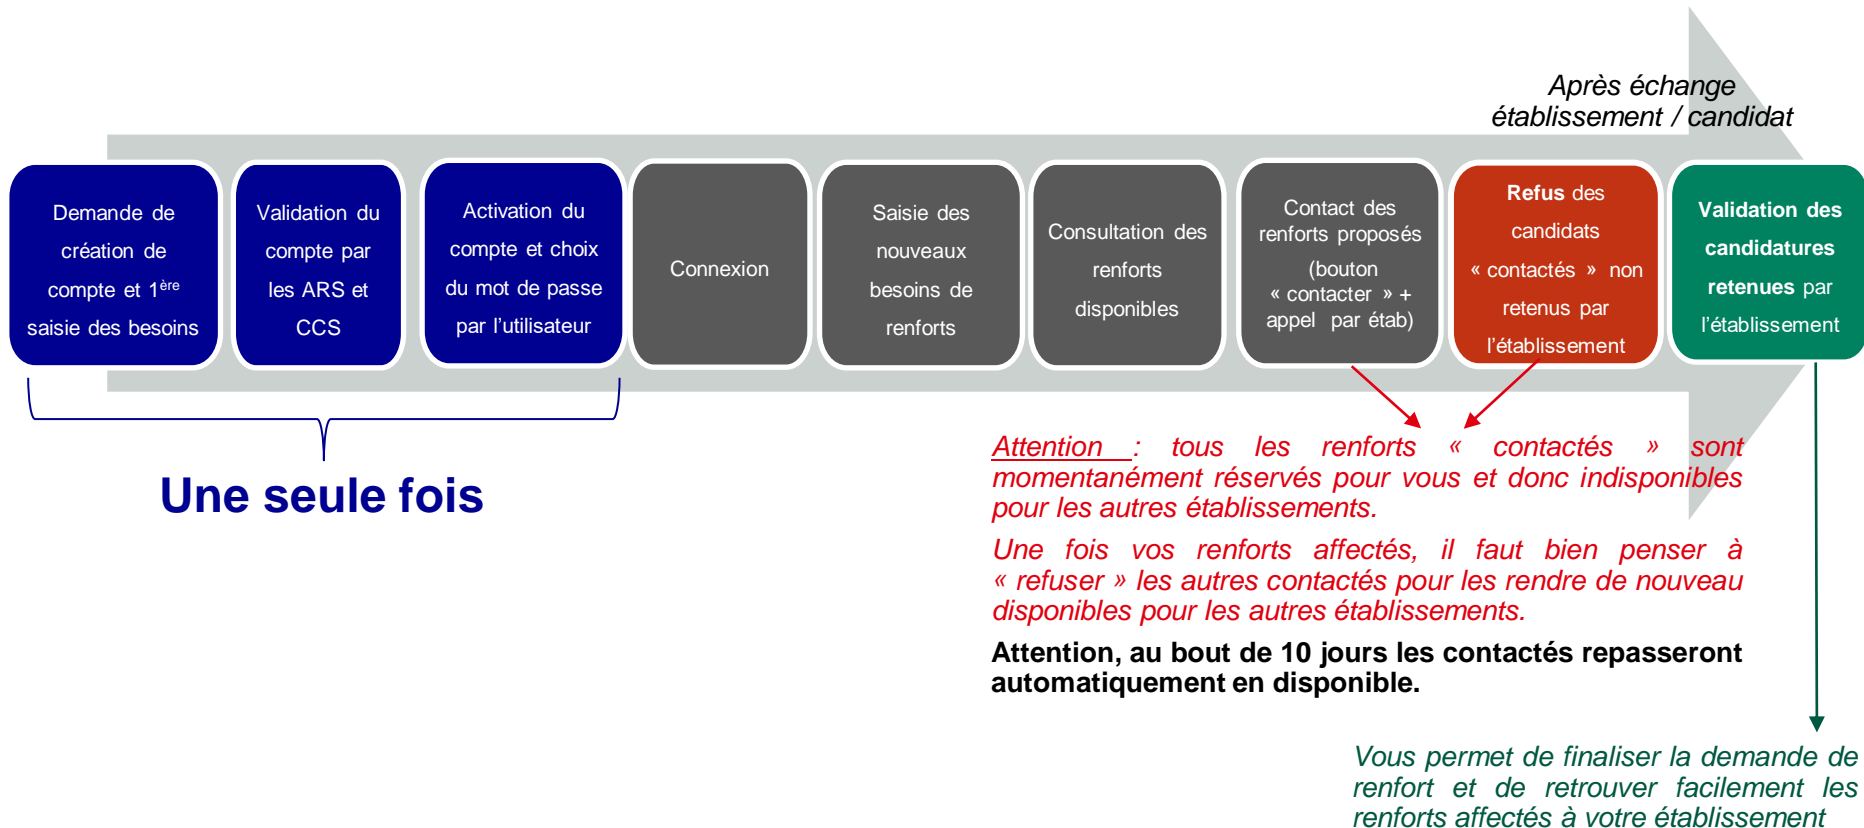 Après échange
établissement / candidat
Demande de
création de
compte et 1ère
saisie des besoins
Validation du
compte par
les ARS et
CCS
Activation du
compte et choix
du mot de passe
par l’utilisateur
Connexion
Saisie des
nouveaux
besoins de
renforts
Consultation des
renforts
disponibles
Contact des
renforts proposés
(bouton
« contacter » +
appel par étab)
Refus des
candidats
« contactés » non
retenus par
l’établissement
Validation des
candidatures
retenues par
l’établissement
Une seule fois
Attention : tous les renforts « contactés » sont
momentanément réservés pour vous et donc indisponibles
pour les autres établissements.
Une fois vos renforts affectés, il faut bien penser à
« refuser » les autres contactés pour les rendre de nouveau
disponibles pour les autres établissements.
Attention, au bout de 10 jours les contactés repasseront
automatiquement en disponible.
Vous permet de finaliser la demande de
renfort et de retrouver facilement les
renforts affectés à votre établissement